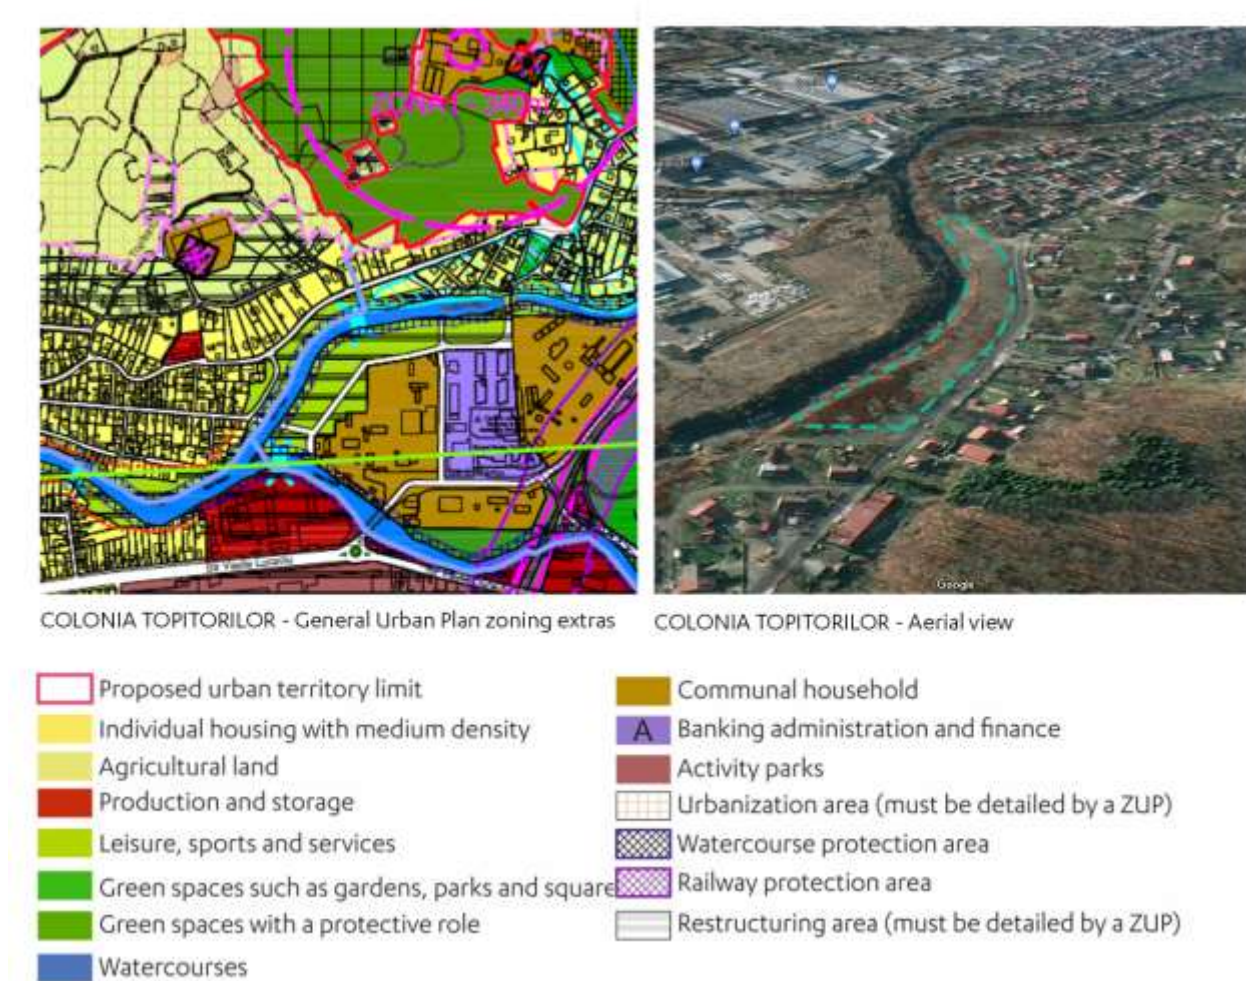 COLONIA TOPITORILOR - General Urban Plan zoning extras
Google
COLONIA TOPITORILOR - Aerial view
Proposed urban territory limit
Individual housing with medium density
Agricultural land
Production and storage
Leisure, sports and services
Green spaces such as gardens, parks and square
Green spaces with a protective role
Watercourses
Communal household
A Banking administration and finance
Activity parks
Urbanization area (must be detailed by a ZUP)
Watercourse protection area
Railway protection area
Restructuring area (must be detailed by a ZUP)